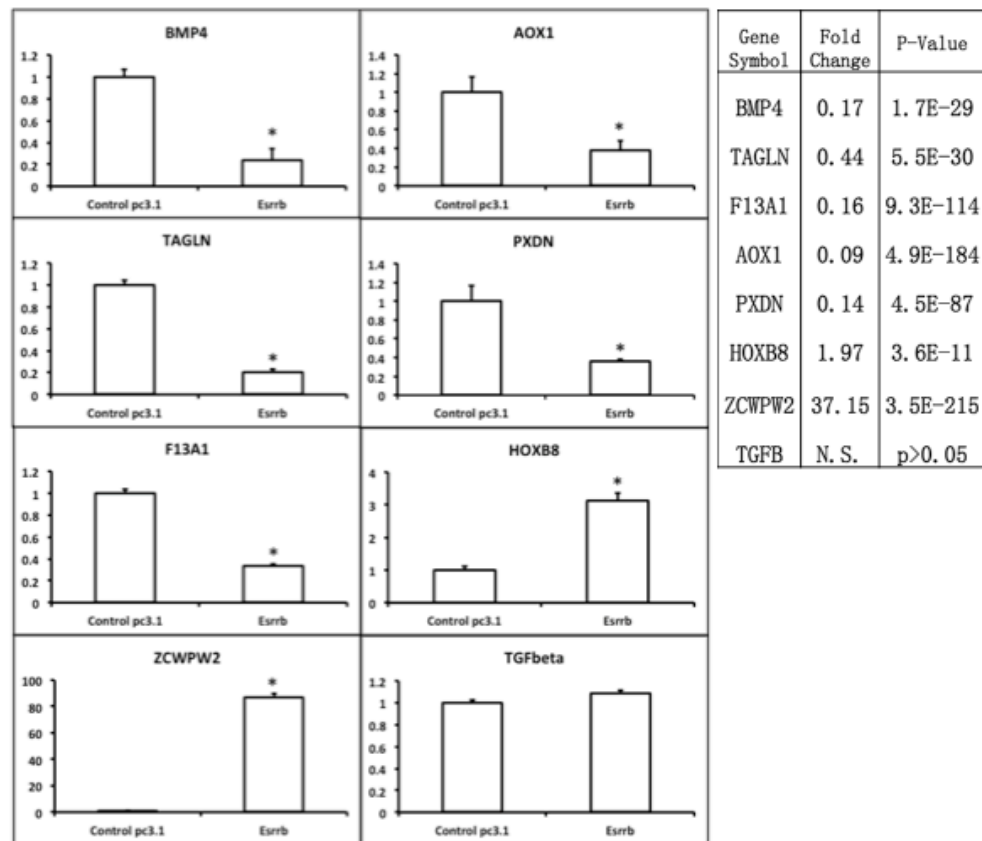 BMP4
1.2
1
0.8
0.6
0.4
0.2
0
*
Control pc3.1 Esrrb
AOX1
1.4
1.2
1
0.8
0.6
0.4
0.2
0
*
Control pc3.1 Esrrb
TAGLN
1.2
1
0.8
0.6
0.4
0.2
0
*
Control pc3.1 Esrrb
PXDN
1.4
1.2
1
0.8
0.6
0.4
0.2
0
*
Control pc3.1 Esrrb
F13A1
1.2
1
0.8
0.6
0.4
0.2
0
*
Control pc3.1 Esrrb
HOXB8
4
3
2
1
0
*
Control pc3.1 Esrrb
ZCWPW2
100
80
60
40
20
0
*
Control pc3.1 Esrrb
TGFbeta
1.2
1
0.8
0.6
0.4
0.2
0
Control pc3.1 Esrrb
Gene Symbol Fold Change P-Value
BMP4 0.17 1.7E-29
TAGLN 0.44 5.5E-30
F13A1 0.16 9.3E-114
AOX1 0.09 4.9E-184
PXDN 0.14 4.5E-87
HOXB8 1.97 3.6E-11
ZCWPW2 37.15 3.5E-215
TGFB N.S. p>0.05